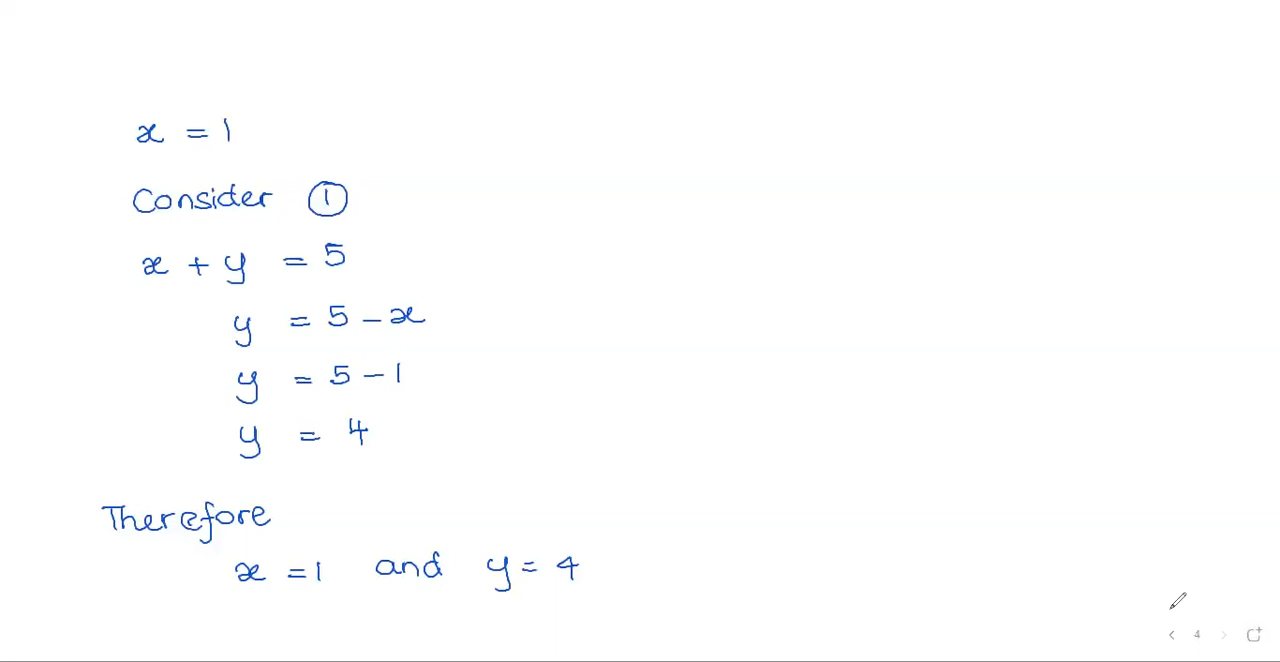 x = 1
Consider ①
x + y = 5
y = 5 - x
y = 5 - 1
y = 4
Therefore
x = 1 and y = 4
< 4 >